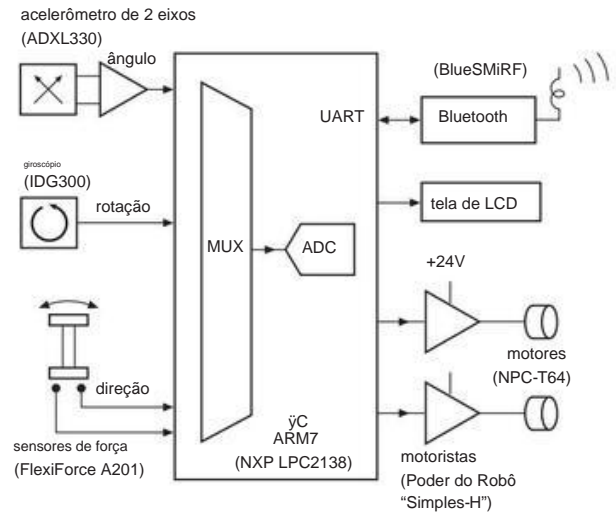 acelerômetro de 2 eixos
(ADXL330)
ângulo
(BlueSMiRF)
UART
Bluetooth
giroscópio
(IDG300)
rotação
tela de LCD
MUX
ADC
+24V
motores
(NPC-T64)
direção
sensores de força
(FlexiForce A201)
ÿC
ARM7
(NXP LPC2138)
motoristas
(Poder do Robô
“Simples-H”)